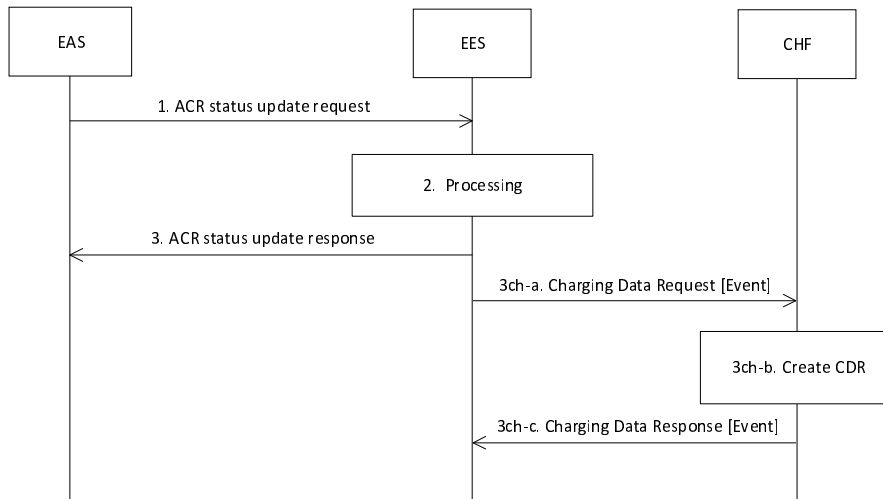 EAS
EES
CHF
1. ACR status update request
2. Processing
3. ACR status update response
3ch-a. Charging Data Request [Event]
3ch-b. Create CDR
3ch-c. Charging Data Response [Event]